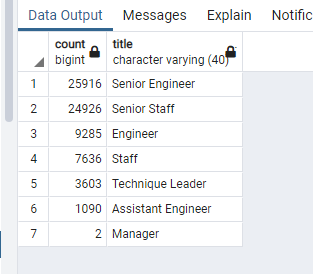 Data Output Messages Explain Notific
count title
bigint character varying (40)
1 25916 Senior Engineer
2 24926 Senior Staff
3 9285 Engineer
4 7636 Staff
5 3603 Technique Leader
6 1090 Assistant Engineer
7 2 Manager